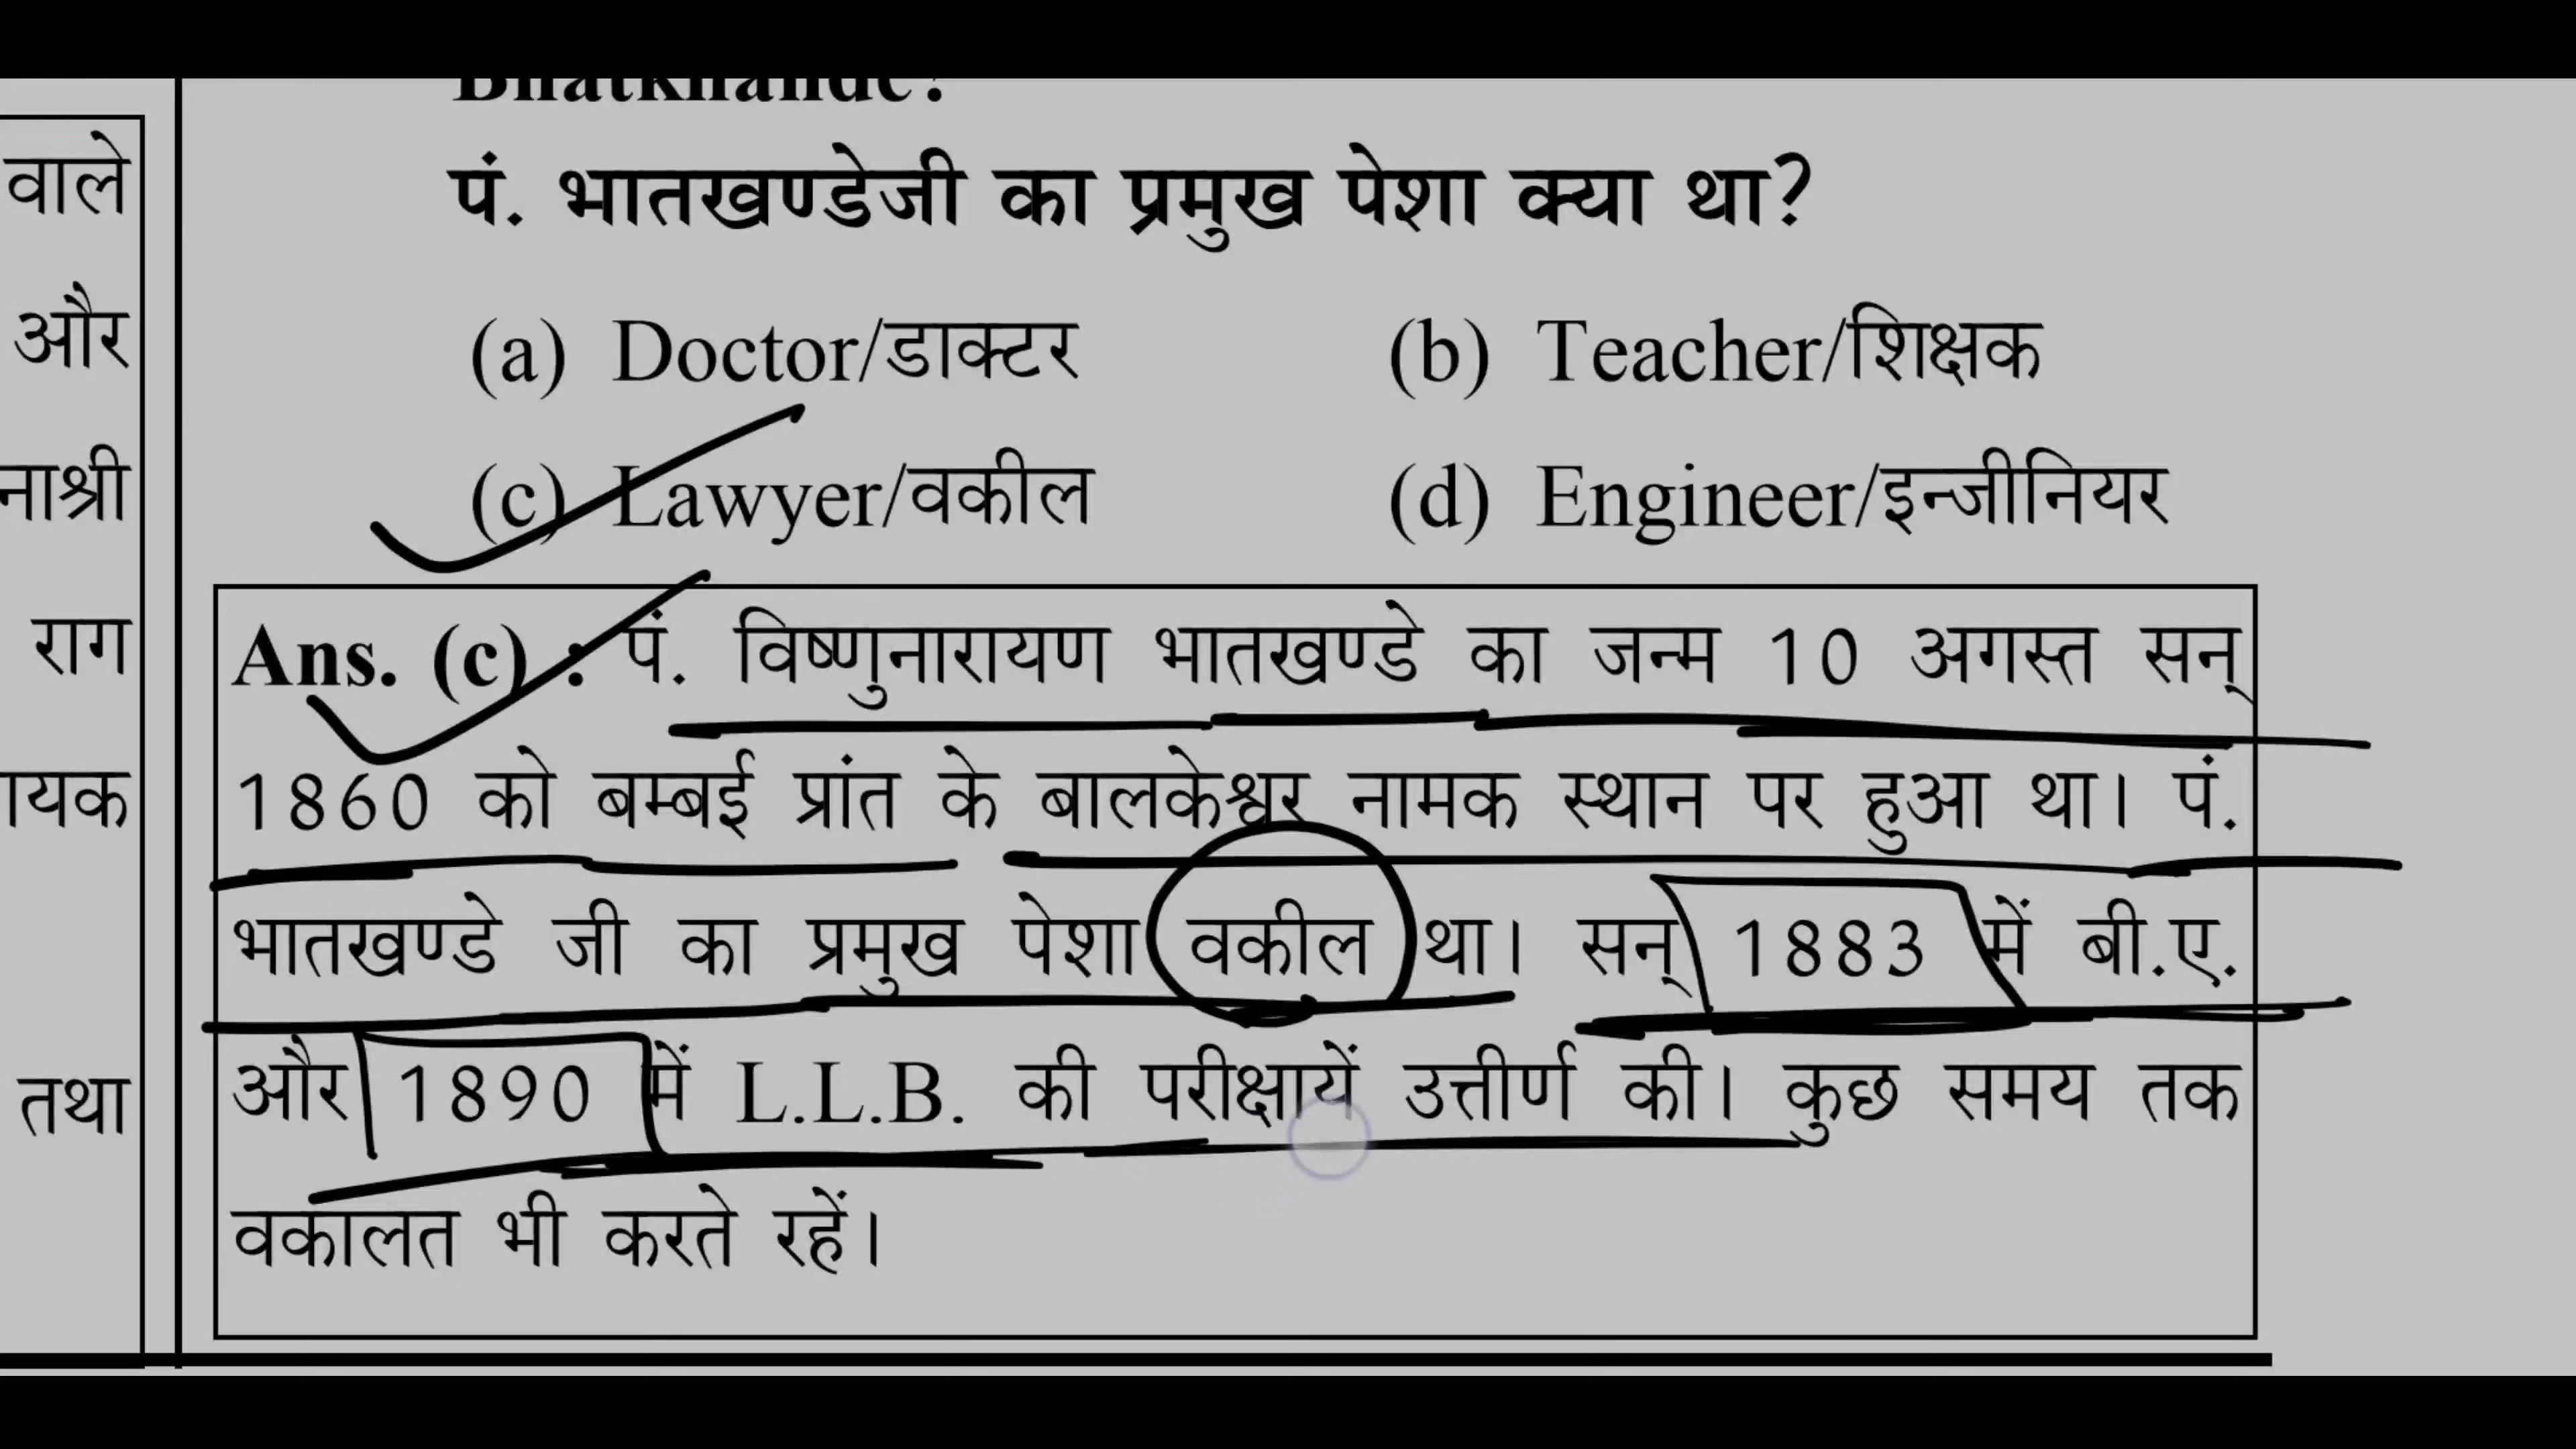 Bhatkhande?
पं. भातखण्डेजी का प्रमुख पेशा क्या था?
(a) Doctor/डाक्टर (b) Teacher/शिक्षक
(c) Lawyer/वकील (d) Engineer/इन्जीनियर
Ans. (c) : पं. विष्णुनारायण भातखण्डे का जन्म 10 अगस्त सन्
1860 को बम्बई प्रांत के बालकेश्वर नामक स्थान पर हुआ था। पं.
भातखण्डे जी का प्रमुख पेशा वकील था। सन् 1883 में बी.ए.
और 1890 में L.L.B. की परीक्षायें उत्तीर्ण की। कुछ समय तक
वकालत भी करते रहें।
वाले
और
राग
तथा